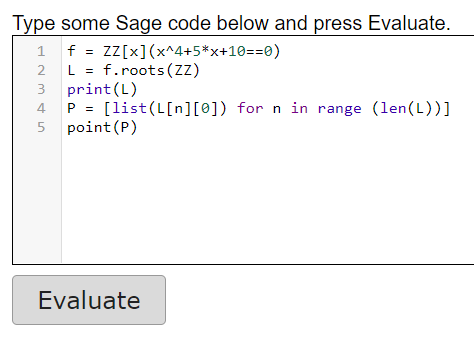 Type some Sage code below and press Evaluate.
1 f = ZZ[x](x^4+5*x+10==0)
2 L = f.roots(ZZ)
3 print(L)
4 P = [list(L[n][0]) for n in range (len(L))]
5 point(P)
Evaluate